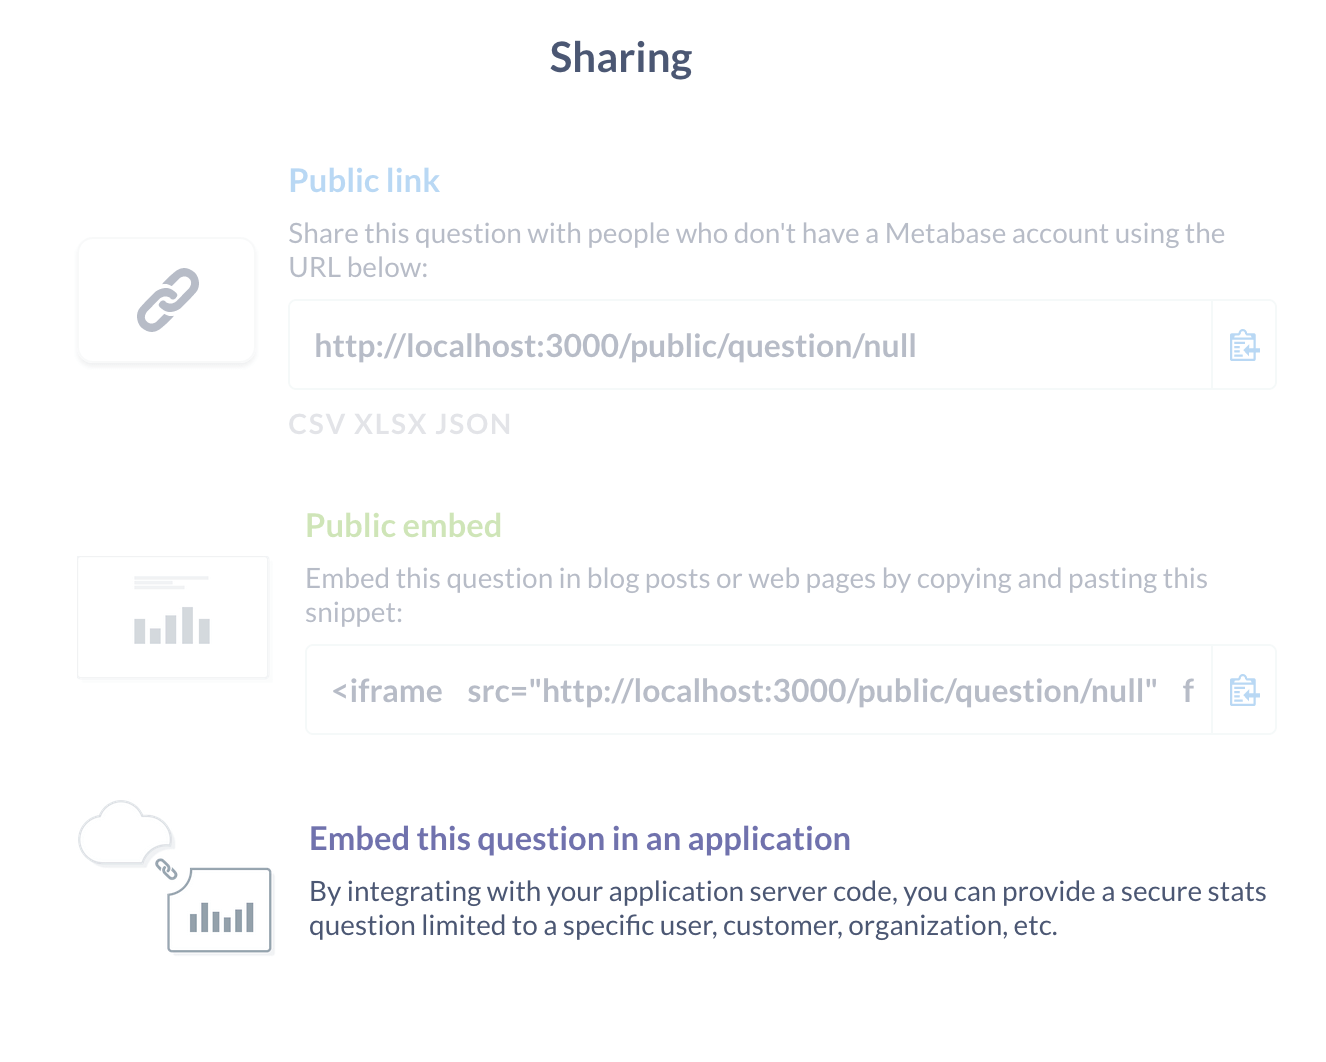 Sharing
Public link
Share this question with people who don't have a Metabase account using the
URL below:
http://localhost:3000/public/question/null
CSV XLSX JSON
Public embed
Embed this question in blog posts or web pages by copying and pasting this
snippet:
<iframe src="http://localhost:3000/public/question/null" f
Embed this question in an application
By integrating with your application server code, you can provide a secure stats
question limited to a specific user, customer, organization, etc.